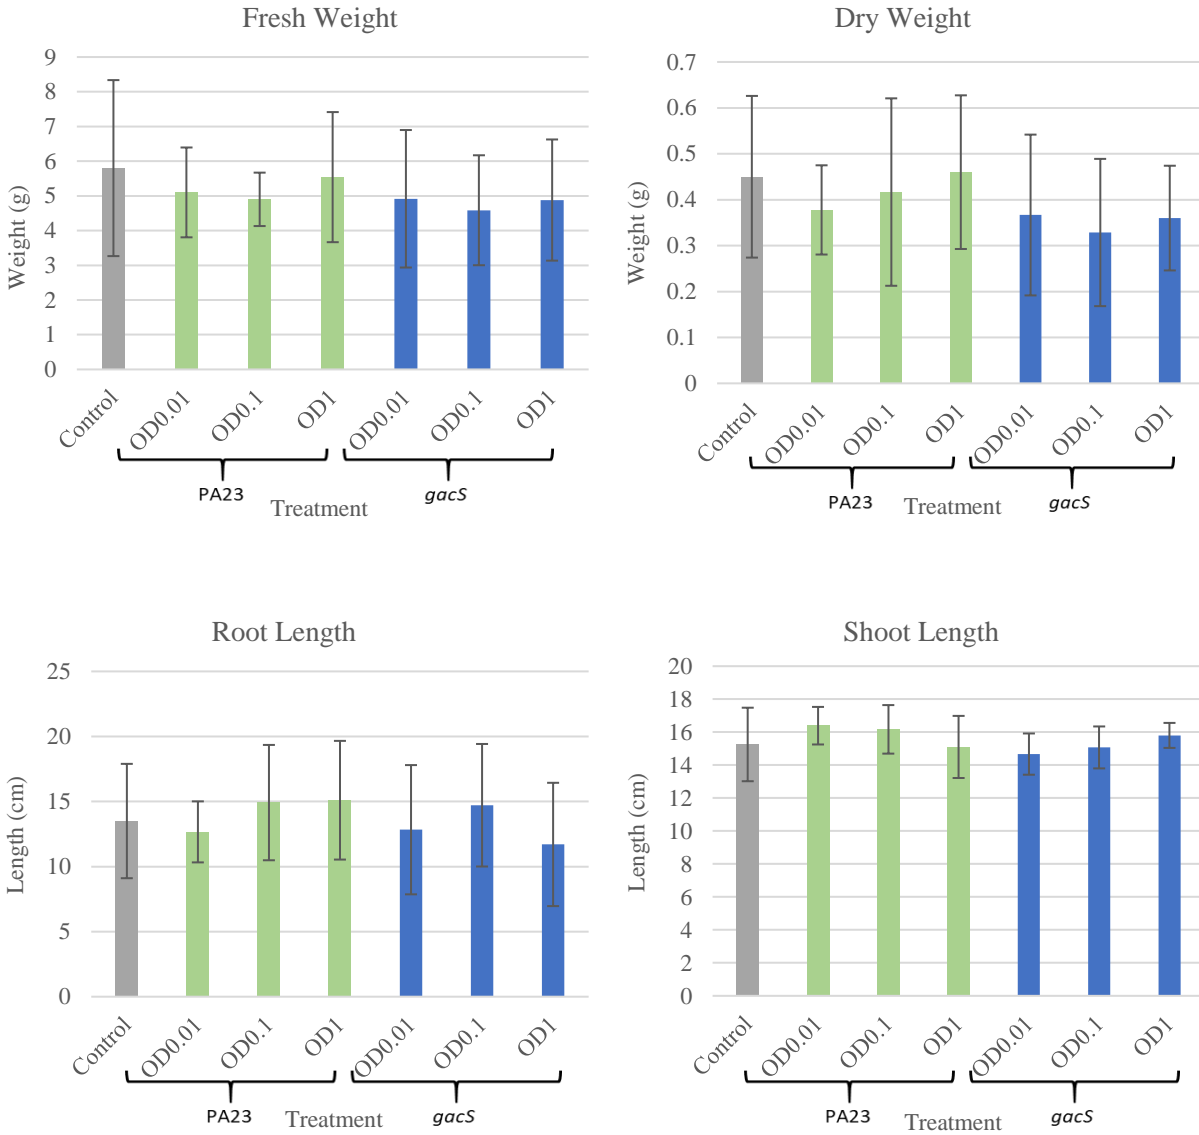 Fresh Weight
9
8
7
6
5
4
3
2
1
0
Weight (g)
Control
OD0.01
OD0.1
OD1
OD0.01
OD0.1
OD1
PA23
gacS
Treatment
Dry Weight
0.7
0.6
0.5
0.4
0.3
0.2
0.1
0
Weight (g)
Control
OD0.01
OD0.1
OD1
OD0.01
OD0.1
OD1
PA23
gacS
Treatment
Root Length
25
20
15
10
5
0
Length (cm)
Control
OD0.01
OD0.1
OD1
OD0.01
OD0.1
OD1
PA23
gacS
Treatment
Shoot Length
20
18
16
14
12
10
8
6
4
2
0
Length (cm)
Control
OD0.01
OD0.1
OD1
OD0.01
OD0.1
OD1
PA23
gacS
Treatment